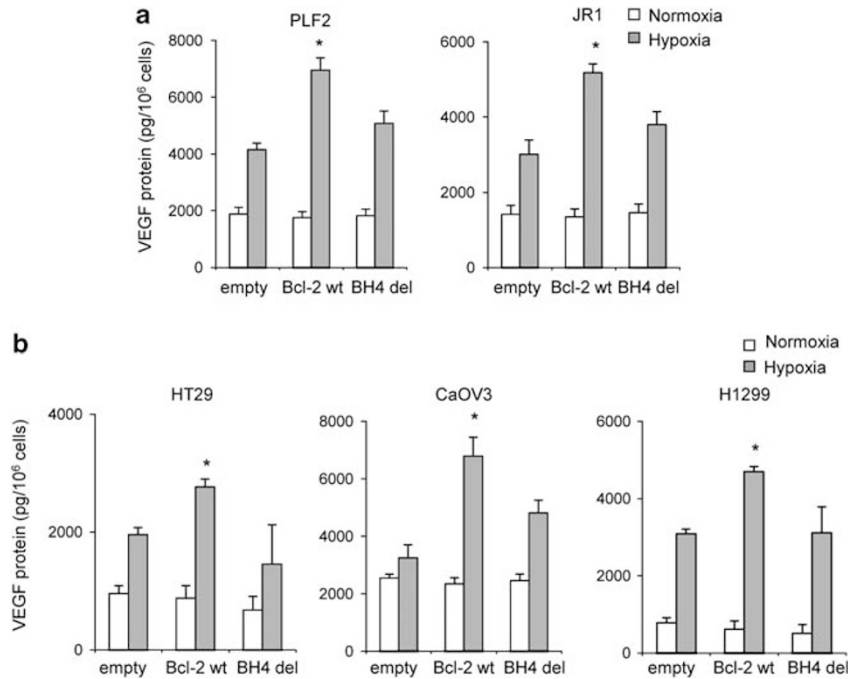 a
PLF2
JR1
Normoxia
Hypoxia
VEGF protein (pg/10⁶ cells)
8000
6000
4000
2000
0
*
empty Bcl-2 wt BH4 del
6000
4000
2000
0
*
empty Bcl-2 wt BH4 del
b
Normoxia
Hypoxia
HT29
CaOV3
H1299
VEGF protein (pg/10⁶ cells)
4000
2000
0
*
empty Bcl-2 wt BH4 del
8000
6000
4000
2000
0
*
empty Bcl-2 wt BH4 del
6000
4000
2000
0
*
empty Bcl-2 wt BH4 del